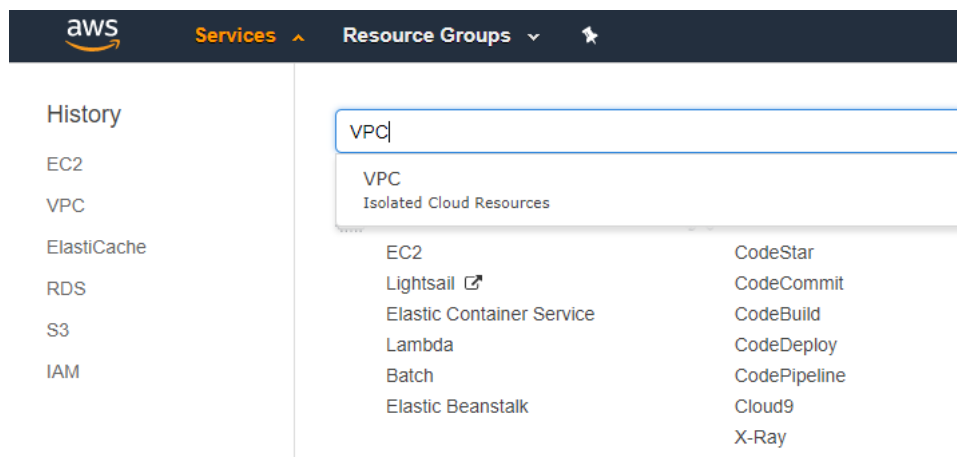 aws
Services
Resource Groups
History
EC2
VPC
ElastiCache
RDS
S3
IAM
VPC
VPC
Isolated Cloud Resources
EC2
Lightsail
Elastic Container Service
Lambda
Batch
Elastic Beanstalk
CodeStar
CodeCommit
CodeBuild
CodeDeploy
CodePipeline
Cloud9
X-Ray